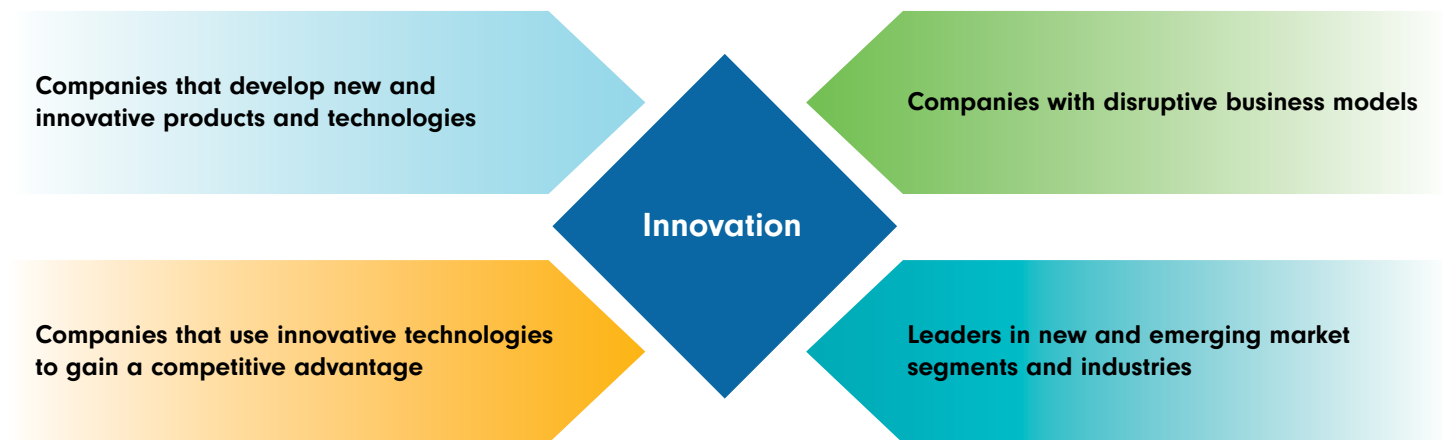 Companies that develop new and
innovative products and technologies
Companies with disruptive business models
Innovation
Companies that use innovative technologies
to gain a competitive advantage
Leaders in new and emerging market
segments and industries